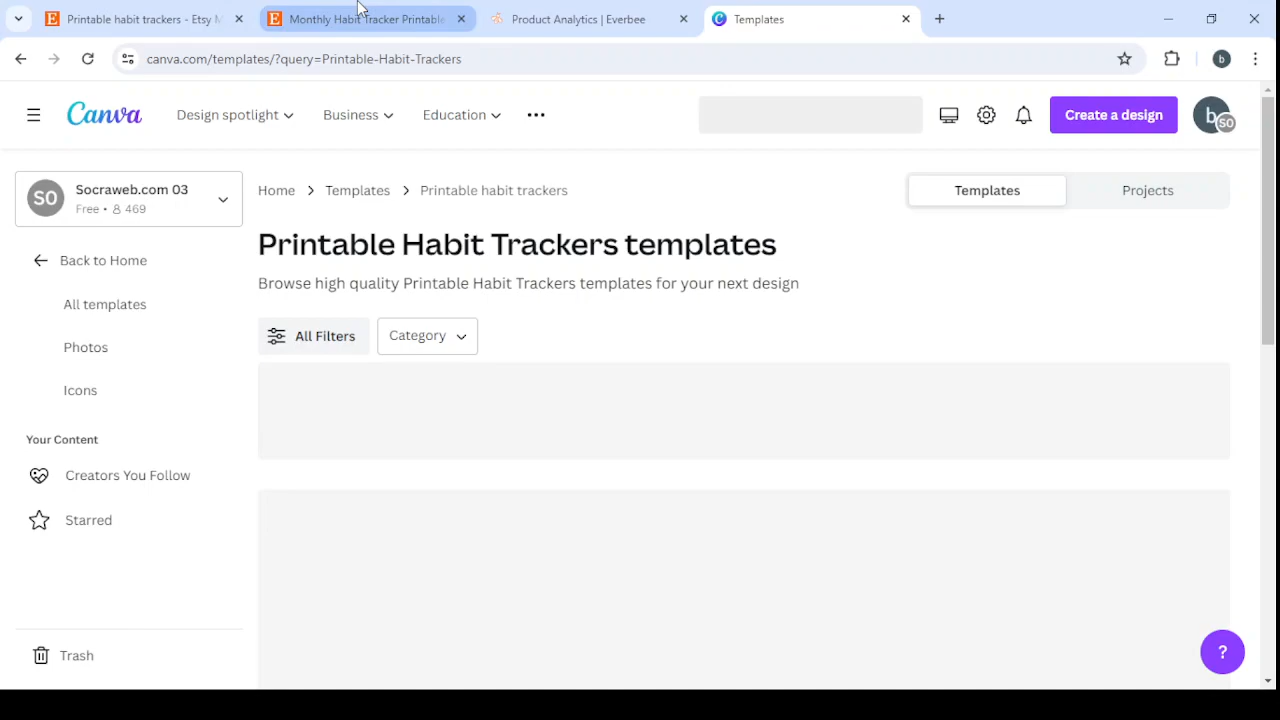 Printable habit trackers - Etsy M
Monthly Habit Tracker Printable
Product Analytics | Everbee
Templates
canva.com/templates/?query=Printable-Habit-Trackers
b
Canva
Design spotlight
Business
Education
Create a design
b
SO
SO
Socraweb.com 03
Free • 469
Home
Templates
Printable habit trackers
Templates
Projects
Printable Habit Trackers templates
Back to Home
Browse high quality Printable Habit Trackers templates for your next design
All templates
All Filters
Category
Photos
Icons
Your Content
Creators You Follow
Starred
Trash
?